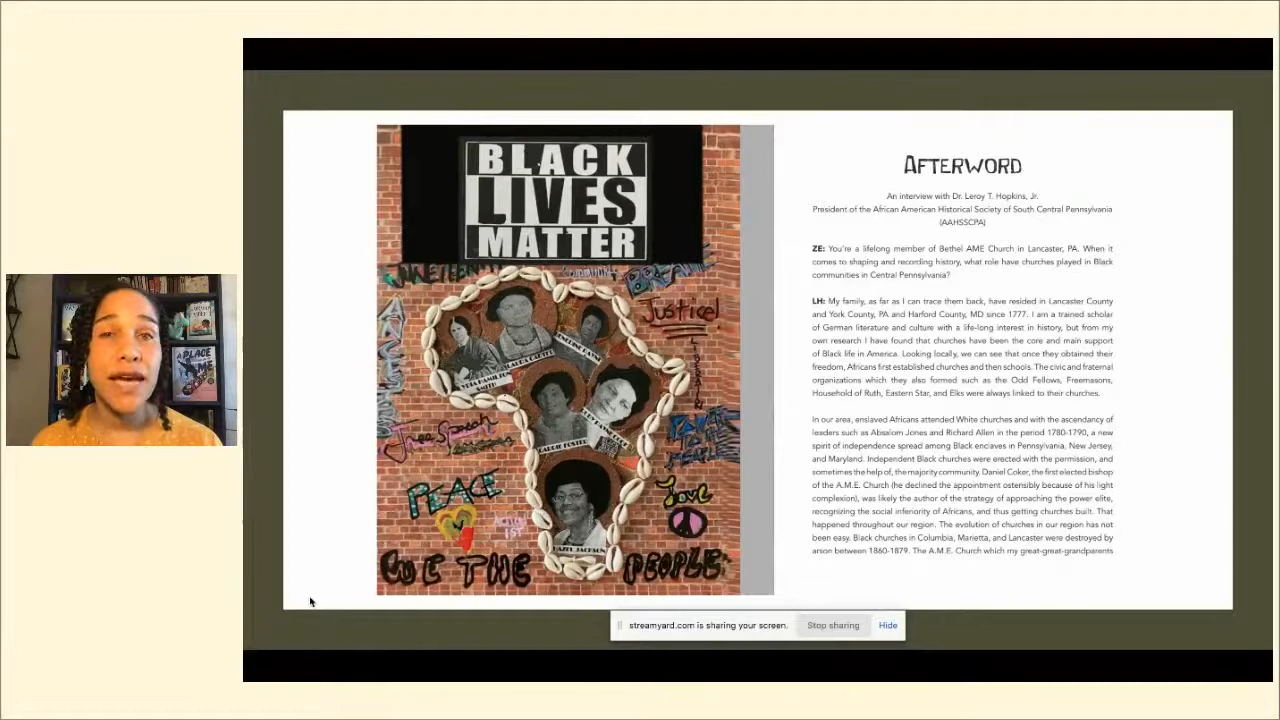 BLACK
LIVES
MATTER
Justice!
Free Speech
PEACE
Love
HAZEL JACKSON
WE THE PEOPLE
A PLACE
AFTERWORD
An interview with Dr. Leroy T. Hopkins, Jr.
President of the African American Historical Society of South Central Pennsylvania
(AAHSSCPA)
ZE: You're a lifelong member of Bethel AME Church in Lancaster, PA. When it
comes to shaping and recording history, what role have churches played in Black
communities in Central Pennsylvania?
LH: My family, as far as I can trace them back, have resided in Lancaster County
and York County, PA and Harford County, MD since 1777. I am a trained scholar
of German literature and culture with a life-long interest in history, but from my
own research I have found that churches have been the core and main support
of Black life in America. Looking locally, we can see that once they obtained their
freedom, Africans first established churches and then schools. The civic and fraternal
organizations which they also formed such as the Odd Fellows, Freemasons,
Household of Ruth, Eastern Star, and Elks were always linked to their churches.
In our area, enslaved Africans attended White churches and with the ascendancy of
leaders such as Absalom Jones and Richard Allen in the period 1780-1790, a new
spirit of independence spread among Black enclaves in Pennsylvania, New Jersey,
and Maryland. Independent Black churches were erected with the permission, and
sometimes the help of, the majority community. Daniel Coker, the first elected bishop
of the A.M.E. Church (he declined the appointment ostensibly because of his light
complexion), was likely the author of the strategy of approaching the power elite,
recognizing the social inferiority of Africans, and thus getting churches built. That
happened throughout our region. The evolution of churches in our region has not
been easy. Black churches in Columbia, Marietta, and Lancaster were destroyed by
arson between 1860-1879. The A.M.E. Church which my great-great-grandparents
streamyard.com is sharing your screen.
Stop sharing
Hide